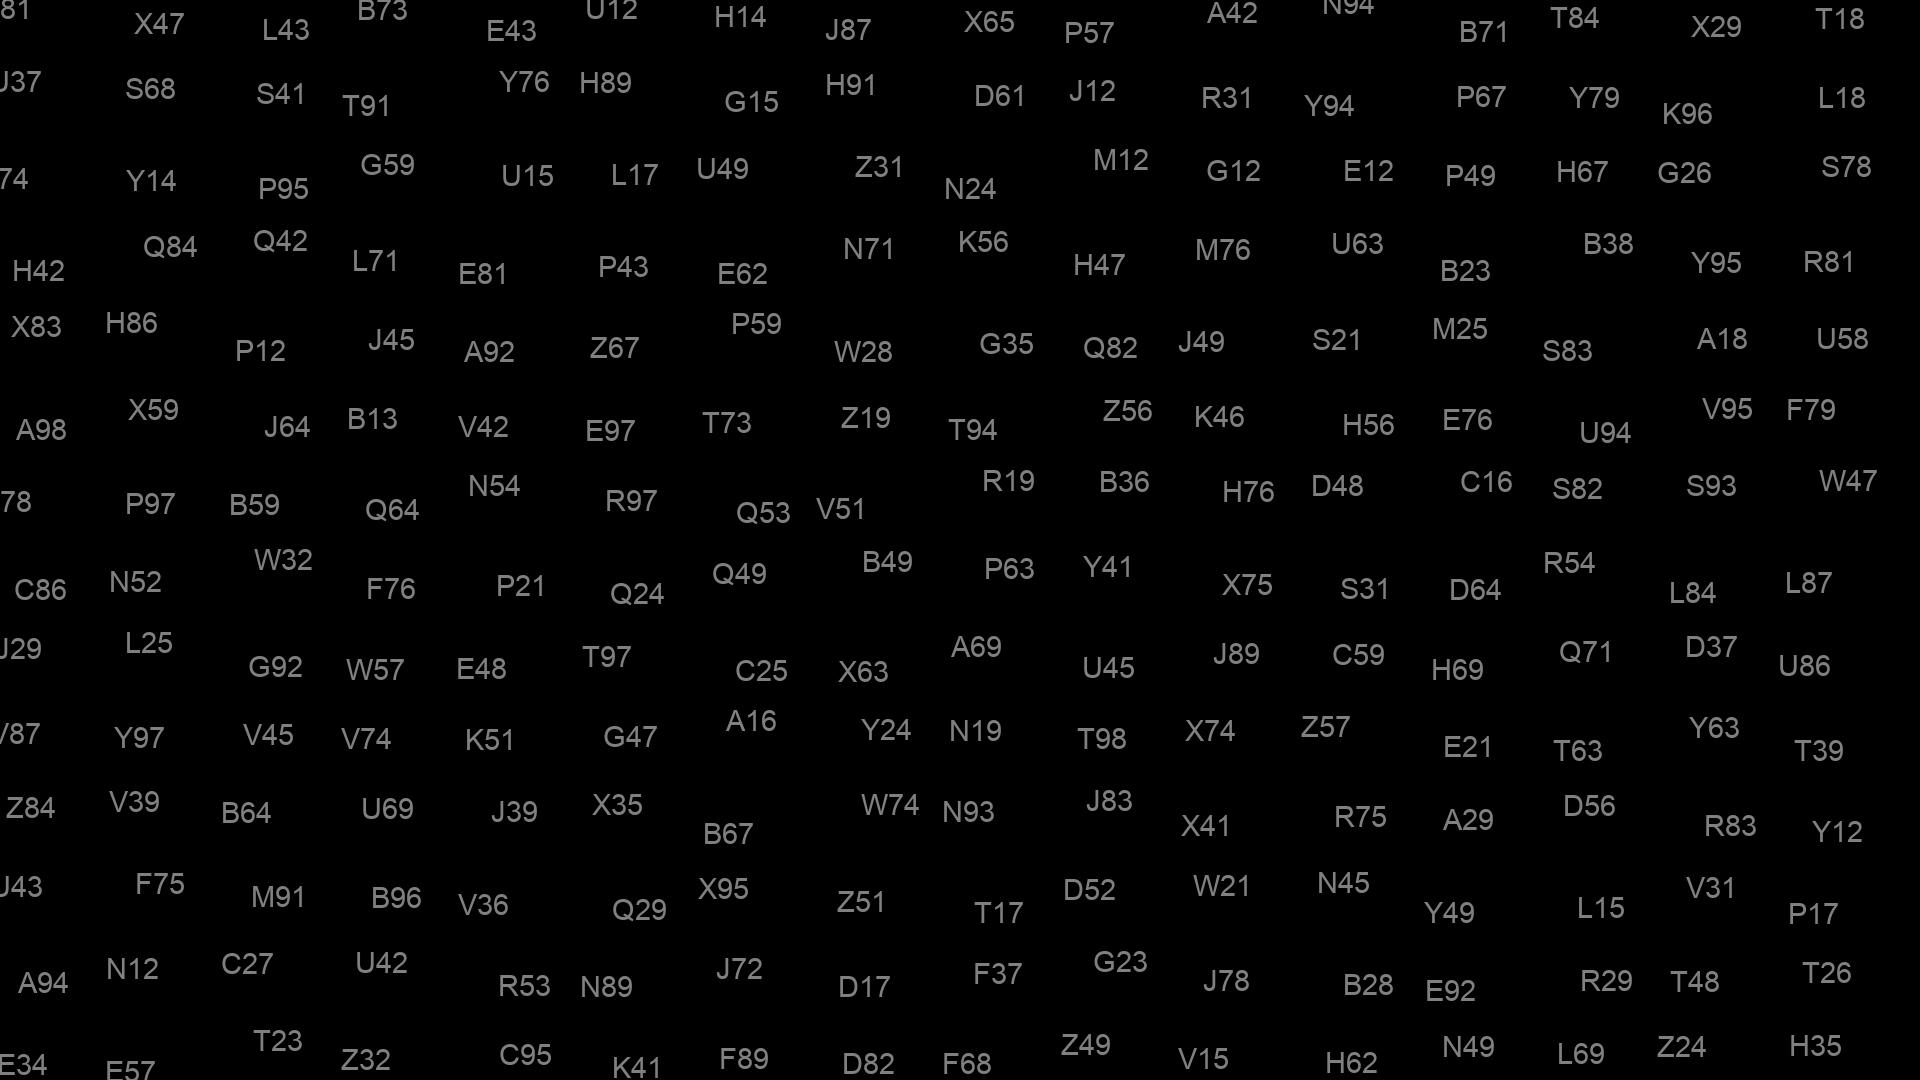 81 X47 L43 B73 E43 U12 H14 J87 X65 P57 A42 N94 B71 T84 X29 T18
J37 S68 S41 T91 Y76 H89 G15 H91 D61 J12 R31 Y94 P67 Y79 K96 L18
74 Y14 P95 G59 U15 L17 U49 Z31 N24 M12 G12 E12 P49 H67 G26 S78
H42 Q84 Q42 L71 E81 P43 E62 N71 K56 H47 M76 U63 B23 B38 Y95 R81
X83 H86 P12 J45 A92 Z67 P59 W28 G35 Q82 J49 S21 M25 S83 A18 U58
A98 X59 J64 B13 V42 E97 T73 Z19 T94 Z56 K46 H56 E76 U94 V95 F79
78 P97 B59 Q64 N54 R97 Q53 V51 R19 B36 H76 D48 C16 S82 S93 W47
C86 N52 W32 F76 P21 Q24 Q49 B49 P63 Y41 X75 S31 D64 R54 L84 L87
J29 L25 G92 W57 E48 T97 C25 X63 A69 U45 J89 C59 H69 Q71 D37 U86
V87 Y97 V45 V74 K51 G47 A16 Y24 N19 T98 X74 Z57 E21 T63 Y63 T39
Z84 V39 B64 U69 J39 X35 B67 W74 N93 J83 X41 R75 A29 D56 R83 Y12
J43 F75 M91 B96 V36 Q29 X95 Z51 T17 D52 W21 N45 Y49 L15 V31 P17
A94 N12 C27 U42 R53 N89 J72 D17 F37 G23 J78 B28 E92 R29 T48 T26
E34 E57 T23 Z32 C95 K41 F89 D82 F68 Z49 V15 H62 N49 L69 Z24 H35